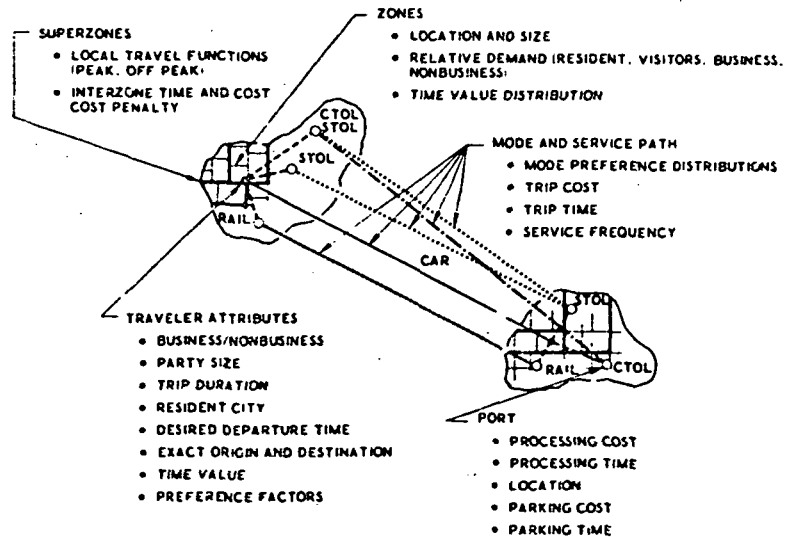 SUPERZONES
• LOCAL TRAVEL FUNCTIONS
(PEAK, OFF PEAK)
• INTERZONE TIME AND COST
COST PENALTY
ZONES
• LOCATION AND SIZE
• RELATIVE DEMAND (RESIDENT, VISITORS, BUSINESS,
NONBUSINESS)
• TIME VALUE DISTRIBUTION
CTOL
STOL
STOL
RAIL
CAR
MODE AND SERVICE PATH
• MODE PREFERENCE DISTRIBUTIONS
• TRIP COST
• TRIP TIME
• SERVICE FREQUENCY
STOL
RAIL
CTOL
TRAVELER ATTRIBUTES
• BUSINESS/NONBUSINESS
• PARTY SIZE
• TRIP DURATION
• RESIDENT CITY
• DESIRED DEPARTURE TIME
• EXACT ORIGIN AND DESTINATION
• TIME VALUE
• PREFERENCE FACTORS
PORT
• PROCESSING COST
• PROCESSING TIME
• LOCATION
• PARKING COST
• PARKING TIME